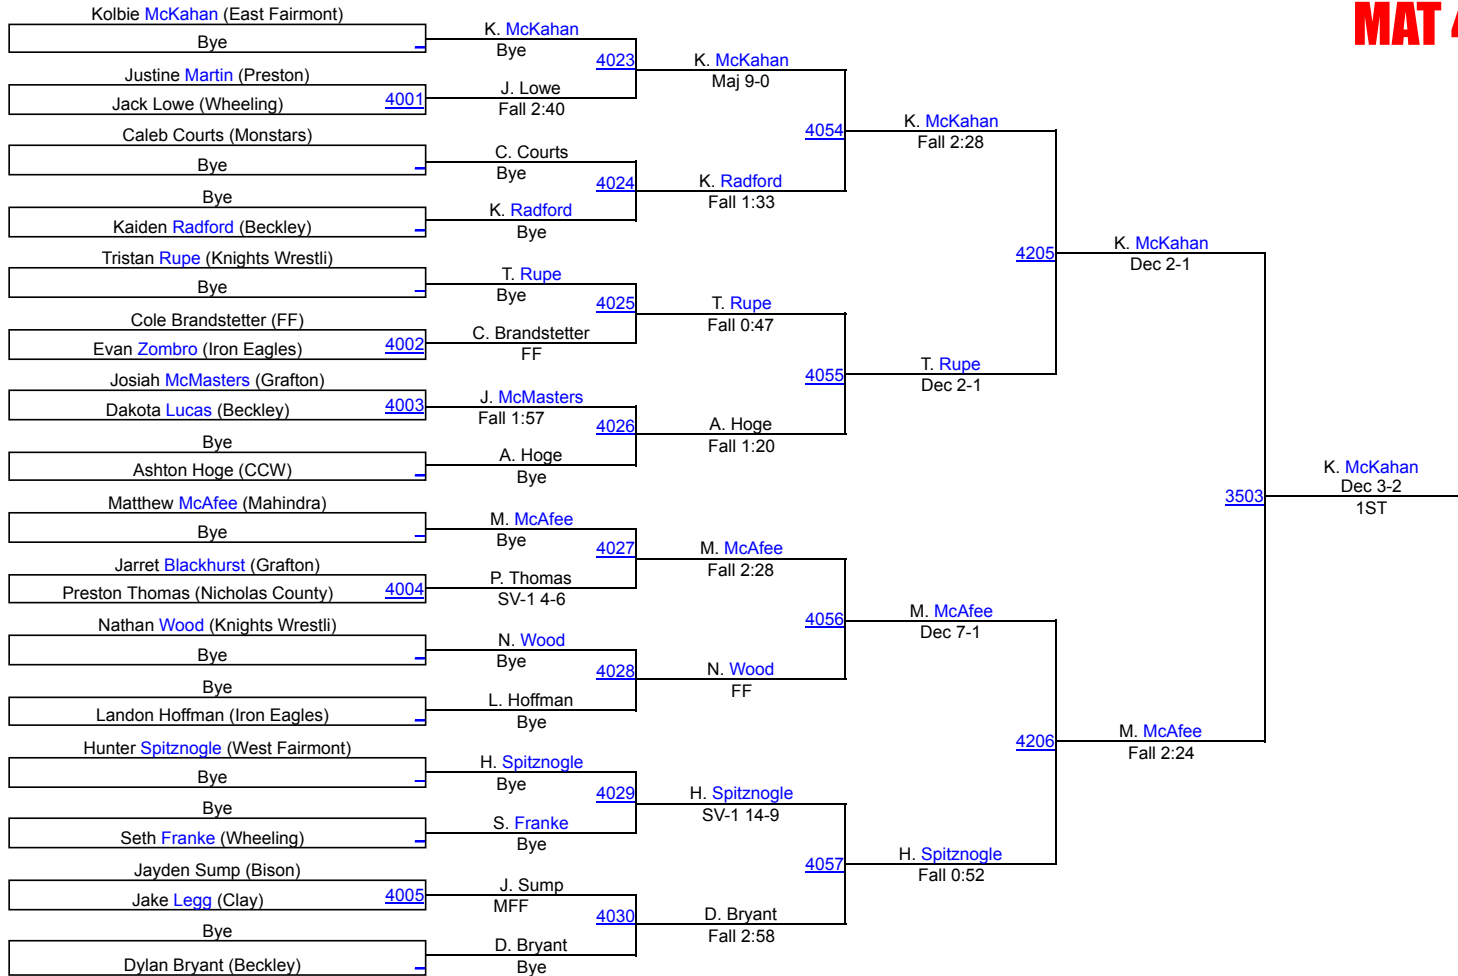 MAT 4
Kolbie McKahan (East Fairmont)
Bye
Justine Martin (Preston)
Jack Lowe (Wheeling) 4001
Caleb Courts (Monstars)
Bye
Bye
Kaiden Radford (Beckley)
Tristan Rupe (Knights Wrestli)
Bye
Cole Brandstetter (FF)
Evan Zombro (Iron Eagles) 4002
Josiah McMasters (Grafton)
Dakota Lucas (Beckley) 4003
Bye
Ashton Hoge (CCW)
Matthew McAfee (Mahindra)
Bye
Jarret Blackhurst (Grafton)
Preston Thomas (Nicholas County) 4004
Nathan Wood (Knights Wrestli)
Bye
Bye
Landon Hoffman (Iron Eagles)
Hunter Spitznogle (West Fairmont)
Bye
Bye
Seth Franke (Wheeling)
Jayden Sump (Bison)
Jake Legg (Clay) 4005
Bye
Dylan Bryant (Beckley)
K. McKahan
Bye
4023
J. Lowe
Fall 2:40
C. Courts
Bye
4024
K. Radford
Bye
T. Rupe
Bye
4025
C. Brandstetter
FF
J. McMasters
Fall 1:57
4026
A. Hoge
Bye
M. McAfee
Bye
4027
P. Thomas
SV-1 4-6
N. Wood
Bye
4028
L. Hoffman
Bye
H. Spitznogle
Bye
4029
S. Franke
Bye
J. Sump
MFF
4030
D. Bryant
Bye
K. McKahan
Maj 9-0
4054
K. Radford
Fall 1:33
T. Rupe
Fall 0:47
4055
A. Hoge
Fall 1:20
M. McAfee
Fall 2:28
4056
N. Wood
FF
H. Spitznogle
SV-1 14-9
4057
D. Bryant
Fall 2:58
K. McKahan
Fall 2:28
4205
T. Rupe
Dec 2-1
M. McAfee
Dec 7-1
4206
H. Spitznogle
Fall 0:52
K. McKahan
Dec 2-1
3503
M. McAfee
Fall 2:24
K. McKahan
Dec 3-2
1ST